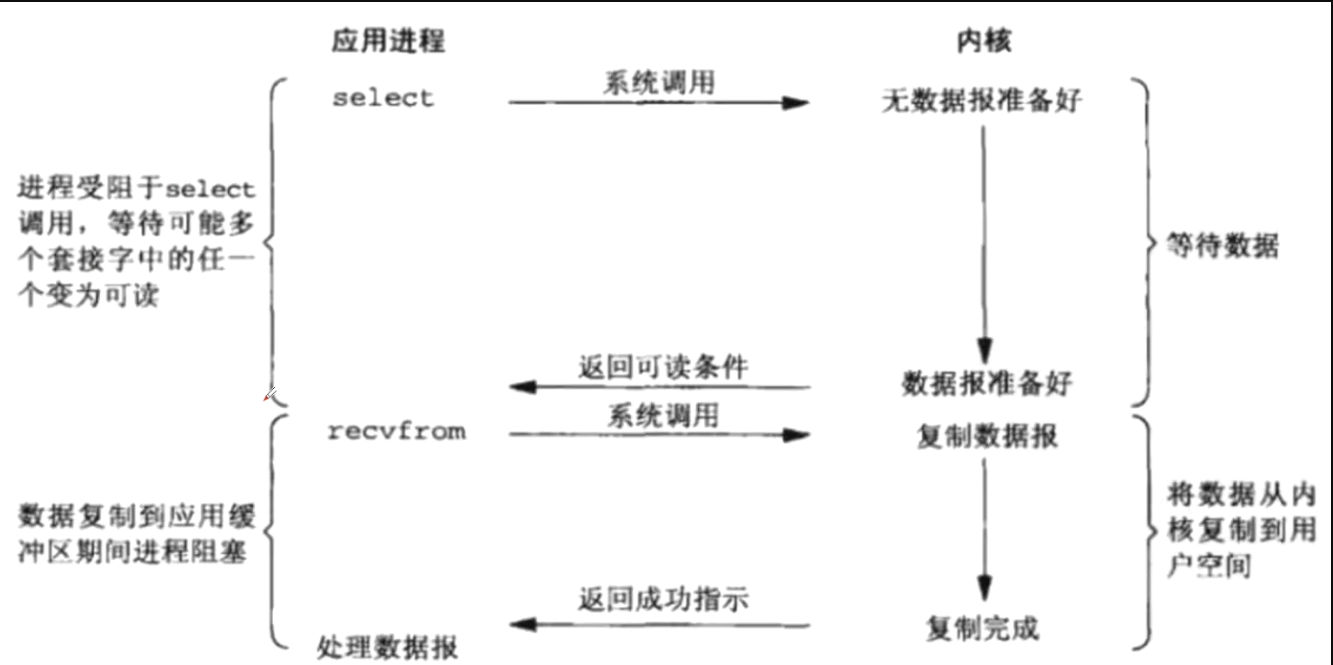 应用进程
内核
select
系统调用
无数据报准备好
进程受阻于select
调用，等待可能多
个套接字中的任一
个变为可读
等待数据
返回可读条件
数据报准备好
recvfrom
系统调用
复制数据报
数据复制到应用缓
冲区期间进程阻塞
将数据从内
核复制到用
户空间
返回成功指示
复制完成
处理数据报